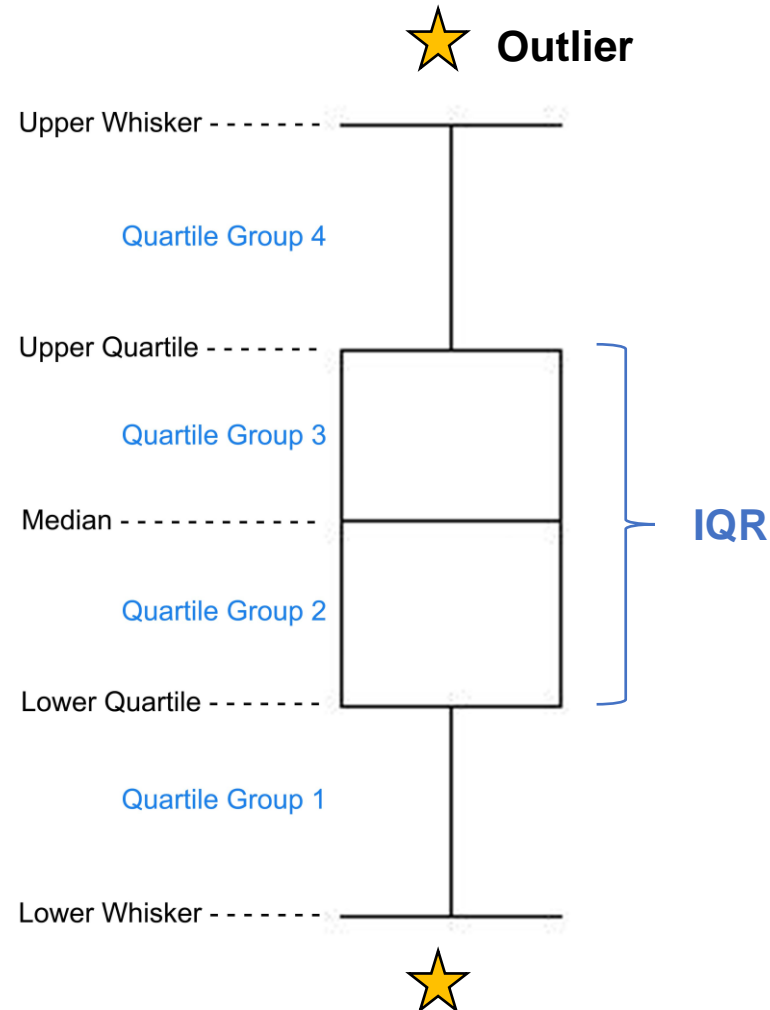 Outlier
Upper Whisker - - - - - - -
Quartile Group 4
Upper Quartile - - - - - - -
Quartile Group 3
Median - - - - - - - - - - - -
IQR
Quartile Group 2
Lower Quartile - - - - - - -
Quartile Group 1
Lower Whisker - - - - - - -